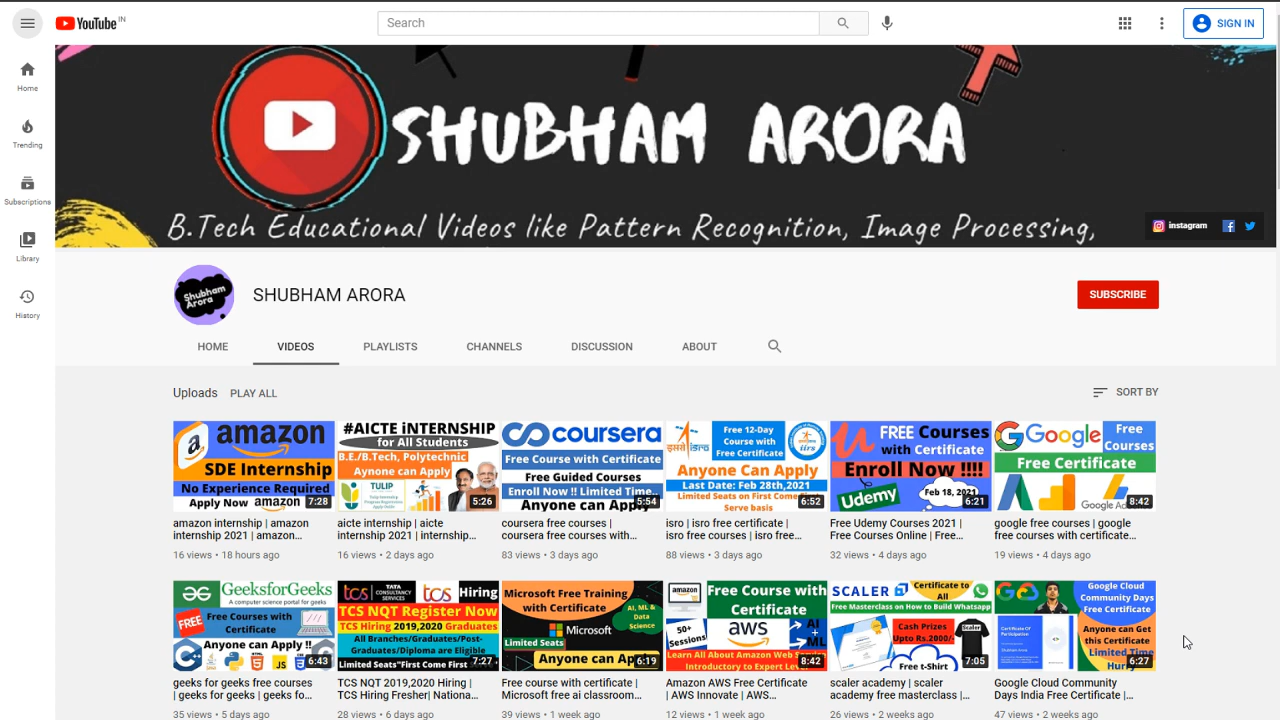 YouTube IN
Search
SIGN IN
Home
Trending
Subscriptions
Library
History
SHUBHAM ARORA
B.Tech Educational Videos like Pattern Recognition, Image Processing,
instagram
Shubham
Arora
SHUBHAM ARORA
SUBSCRIBE
HOME VIDEOS PLAYLISTS CHANNELS DISCUSSION ABOUT
Uploads PLAY ALL
SORT BY
a
amazon
SDE Internship
No Experience Required
Apply Now amazon
7:28
#AICTE iNTERNSHIP
for All Students
B.E./B.Tech, Polytechnic
Aynone can Apply
TULIP
5:26
coursera
Free Course with Certificate
Free Guided Courses
Enroll Now !! Limited Time..
Anyone can Apply
5:54
इसरो isro
Free 12-Day
Course with
Free Certificate
iirs
Anyone Can Apply
Last Date: Feb 28th,2021
Limited Seats on First Come First
Serve basis
6:52
FREE Courses
with Certificate
Enroll Now !!!!
Udemy
Feb 18, 2021
6:21
Google
Free
Courses
Free Certificate
Google Ads
8:42
amazon internship | amazon
internship 2021 | amazon...
16 views • 18 hours ago
aicte internship | aicte
internship 2021 | internship...
16 views • 2 days ago
coursera free courses |
coursera free courses with...
83 views • 3 days ago
isro | isro free certificate |
isro free courses | isro free...
88 views • 3 days ago
Free Udemy Courses 2021 |
Free Courses Online | Free...
32 views • 4 days ago
google free courses | google
free courses with certificate...
19 views • 4 days ago
GeeksforGeeks
A computer science portal for geeks
FREE
Free Courses with
Certificate
Anyone can Apply !!
JS
6:43
TATA
CONSULTANCY
SERVICES
tcs Hiring
TCS NQT Register Now
TCS Hiring 2019,2020 Graduates
All Branches/Graduates/Post-
Graduates/Diploma are Eligible
Limited Seats"First Come First
7:27
Microsoft Free Training
with Certificate
AI, ML &
Data
Science
Microsoft
Limited Seats
Anyone can Apply
6:19
amazon
Free Course with
Certificate
50+
Sessions
aws
AI
+
ML
Learn All About Amazon Web Services
Introductory to Expert Level
8:42
SCALER
Certificate to
All
Free Masterclass on How to Build Whatsapp
Cash Prizes
Upto Rs.2000/-
Scaler
Free t-Shirt
7:05
Google Cloud
Community Days
Free Certificate
Certificate Of
Participation
Anyone can Get
this Certificate
Limited Time
Hurry
6:27
geeks for geeks free courses
| geeks for geeks | geeks fo...
35 views • 5 days ago
TCS NQT 2019,2020 Hiring |
TCS Hiring Fresher| Nationa...
28 views • 6 days ago
Free course with certificate |
Microsoft free ai classroom...
39 views • 1 week ago
Amazon AWS Free Certificate
| AWS Innovate | AWS...
12 views • 1 week ago
scaler academy | scaler
academy free masterclass |...
26 views • 2 weeks ago
Google Cloud Community
Days India Free Certificate |...
47 views • 2 weeks ago